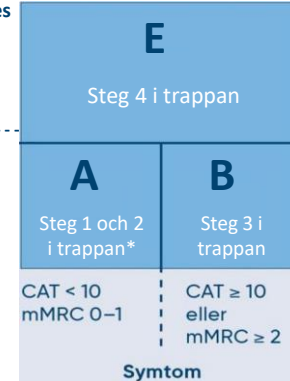 es
E
Steg 4 i trappan
A
Steg 1 och 2
i trappan*
B
Steg 3 i
trappan
CAT < 10
mMRC 0–1
CAT ≥ 10
eller
mMRC ≥ 2
Symtom